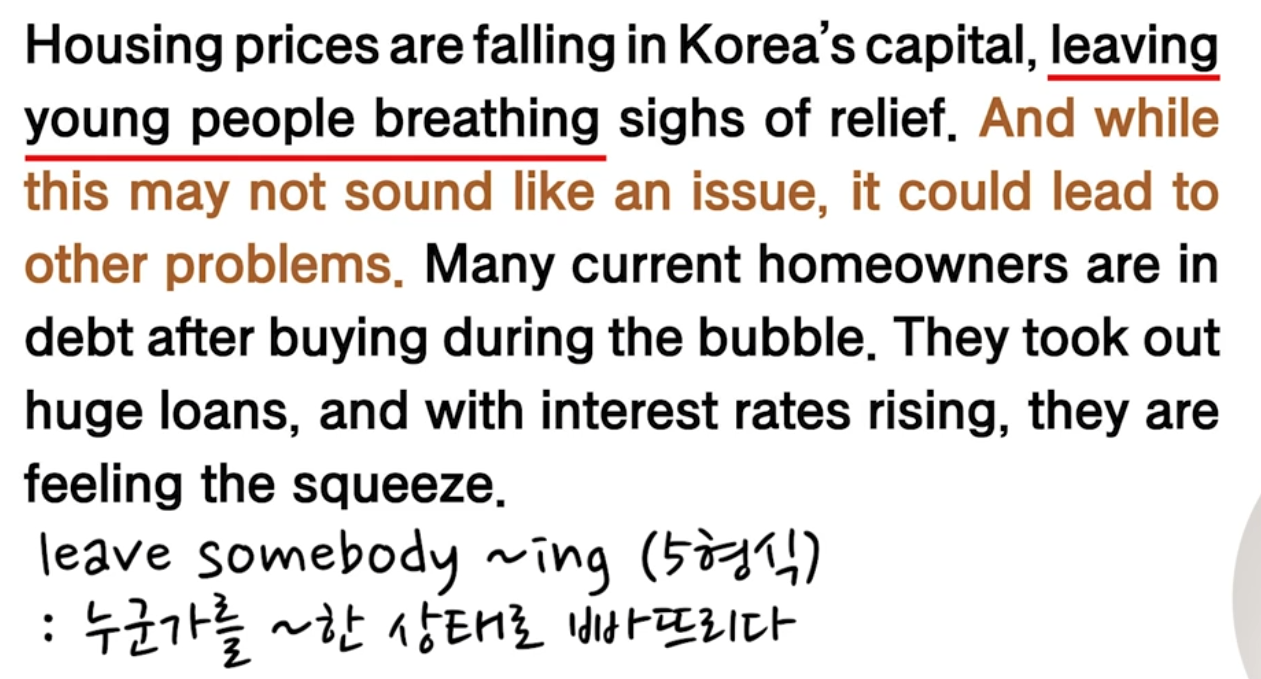 Housing prices are falling in Korea’s capital, leaving
young people breathing sighs of relief. And while
this may not sound like an issue, it could lead to
other problems. Many current homeowners are in
debt after buying during the bubble. They took out
huge loans, and with interest rates rising, they are
feeling the squeeze.
leave somebody ~ing (5형식)
: 누군가를 ~한 상태로 빠뜨리다